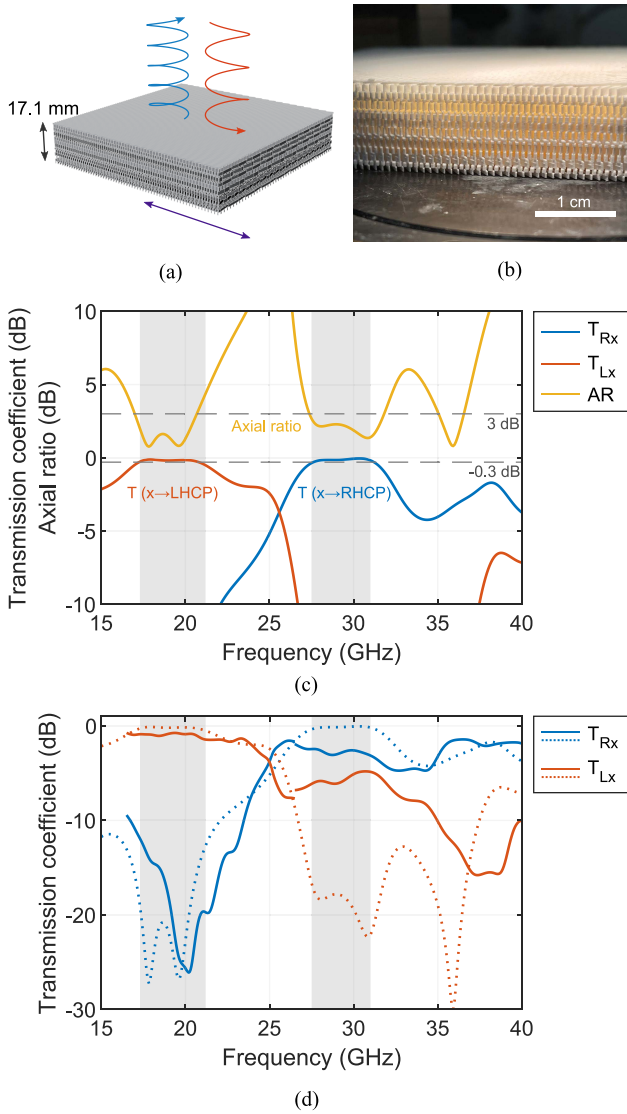 17.1 mm
1 cm
(a)
(b)
10
5
0
-5
-10
15
20
25
30
35
40
Transmission coefficient (dB)
Axial ratio (dB)
Frequency (GHz)
Axial ratio
3 dB
-0.3 dB
T (x→LHCP)
T (x→RHCP)
T_Rx
T_Lx
AR
(c)
0
-10
-20
-30
15
20
25
30
35
40
Transmission coefficient (dB)
Frequency (GHz)
T_Rx
T_Lx
(d)